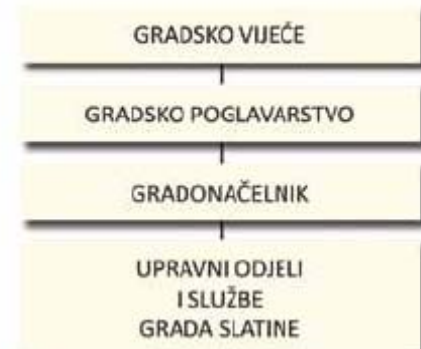 GRADSKO VIJEĆE
GRADSKO POGLAVARSTVO
GRADONAČELNIK
UPRAVNI ODJELI
I SLUŽBE
GRADA SLATINE